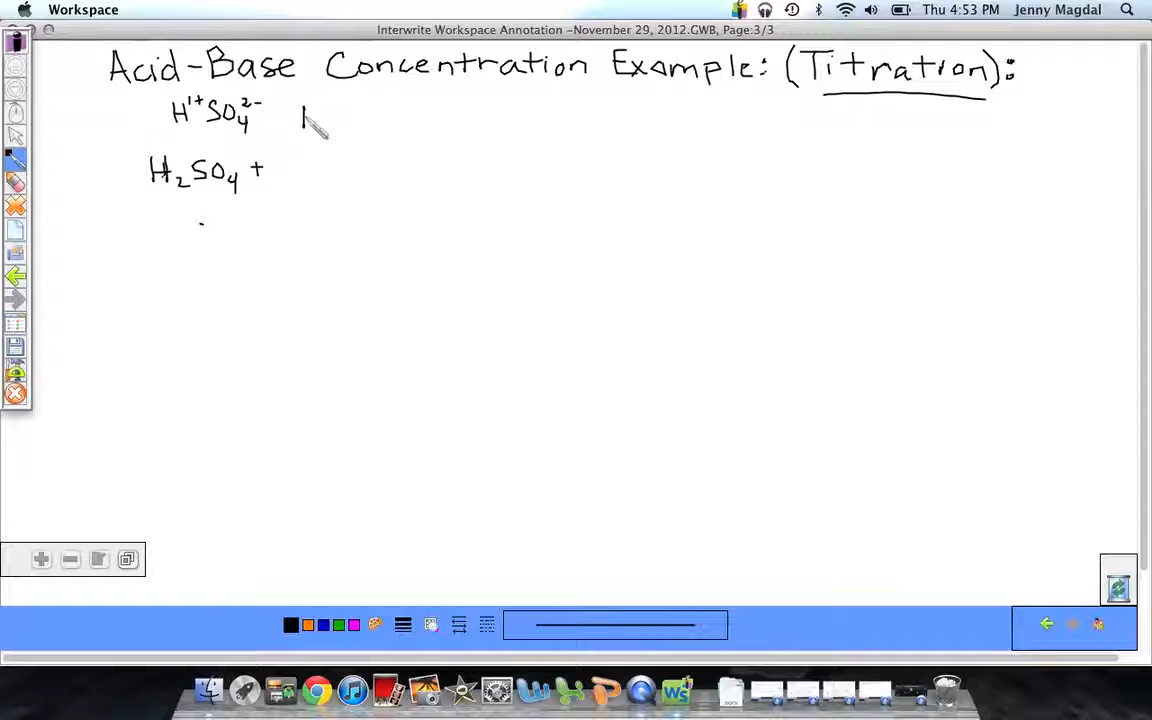 Workspace
Thu 4:53 PM Jenny Magdal
Interwrite Workspace Annotation -November 29, 2012.GWB, Page:3/3
Acid-Base Concentration Example: (Titration):
H¹⁺SO₄²⁻
H₂SO₄ +